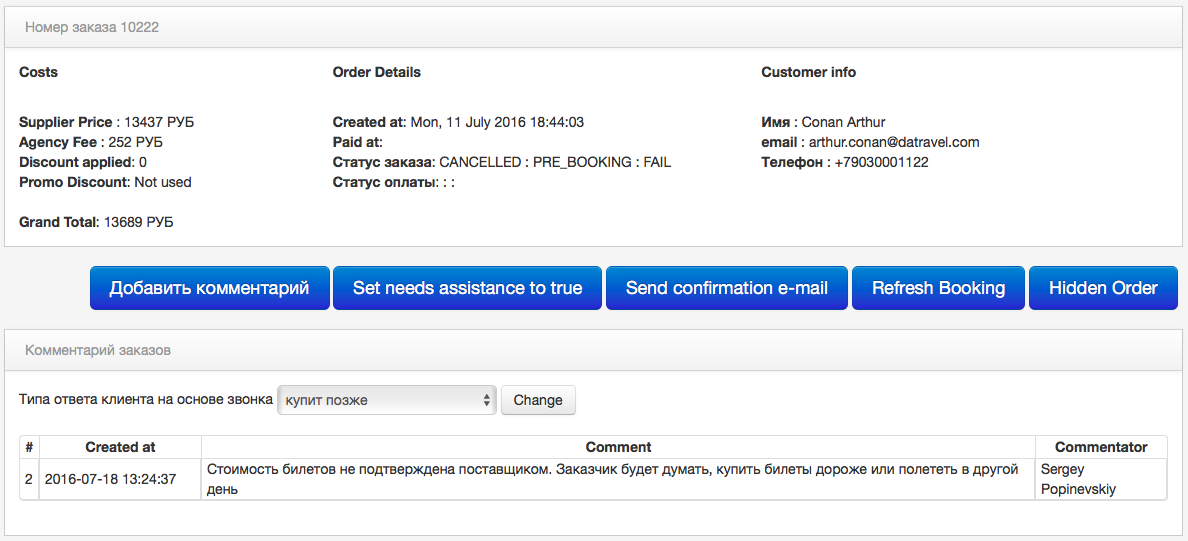 Номер заказа 10222
Costs
Order Details
Customer info
Supplier Price : 13437 РУБ
Agency Fee : 252 РУБ
Discount applied: 0
Promo Discount: Not used
Grand Total: 13689 РУБ
Created at: Mon, 11 July 2016 18:44:03
Paid at:
Статус заказа: CANCELLED : PRE_BOOKING : FAIL
Статус оплаты: : :
Имя : Conan Arthur
email : arthur.conan@datravel.com
Телефон : +79030001122
Добавить комментарий
Set needs assistance to true
Send confirmation e-mail
Refresh Booking
Hidden Order
Комментарий заказов
Типа ответа клиента на основе звонка купит позже Change
# Created at Comment Commentator
2 2016-07-18 13:24:37 Стоимость билетов не подтверждена поставщиком. Заказчик будет думать, купить билеты дороже или полететь в другой
день
Sergey
Popinevskiy